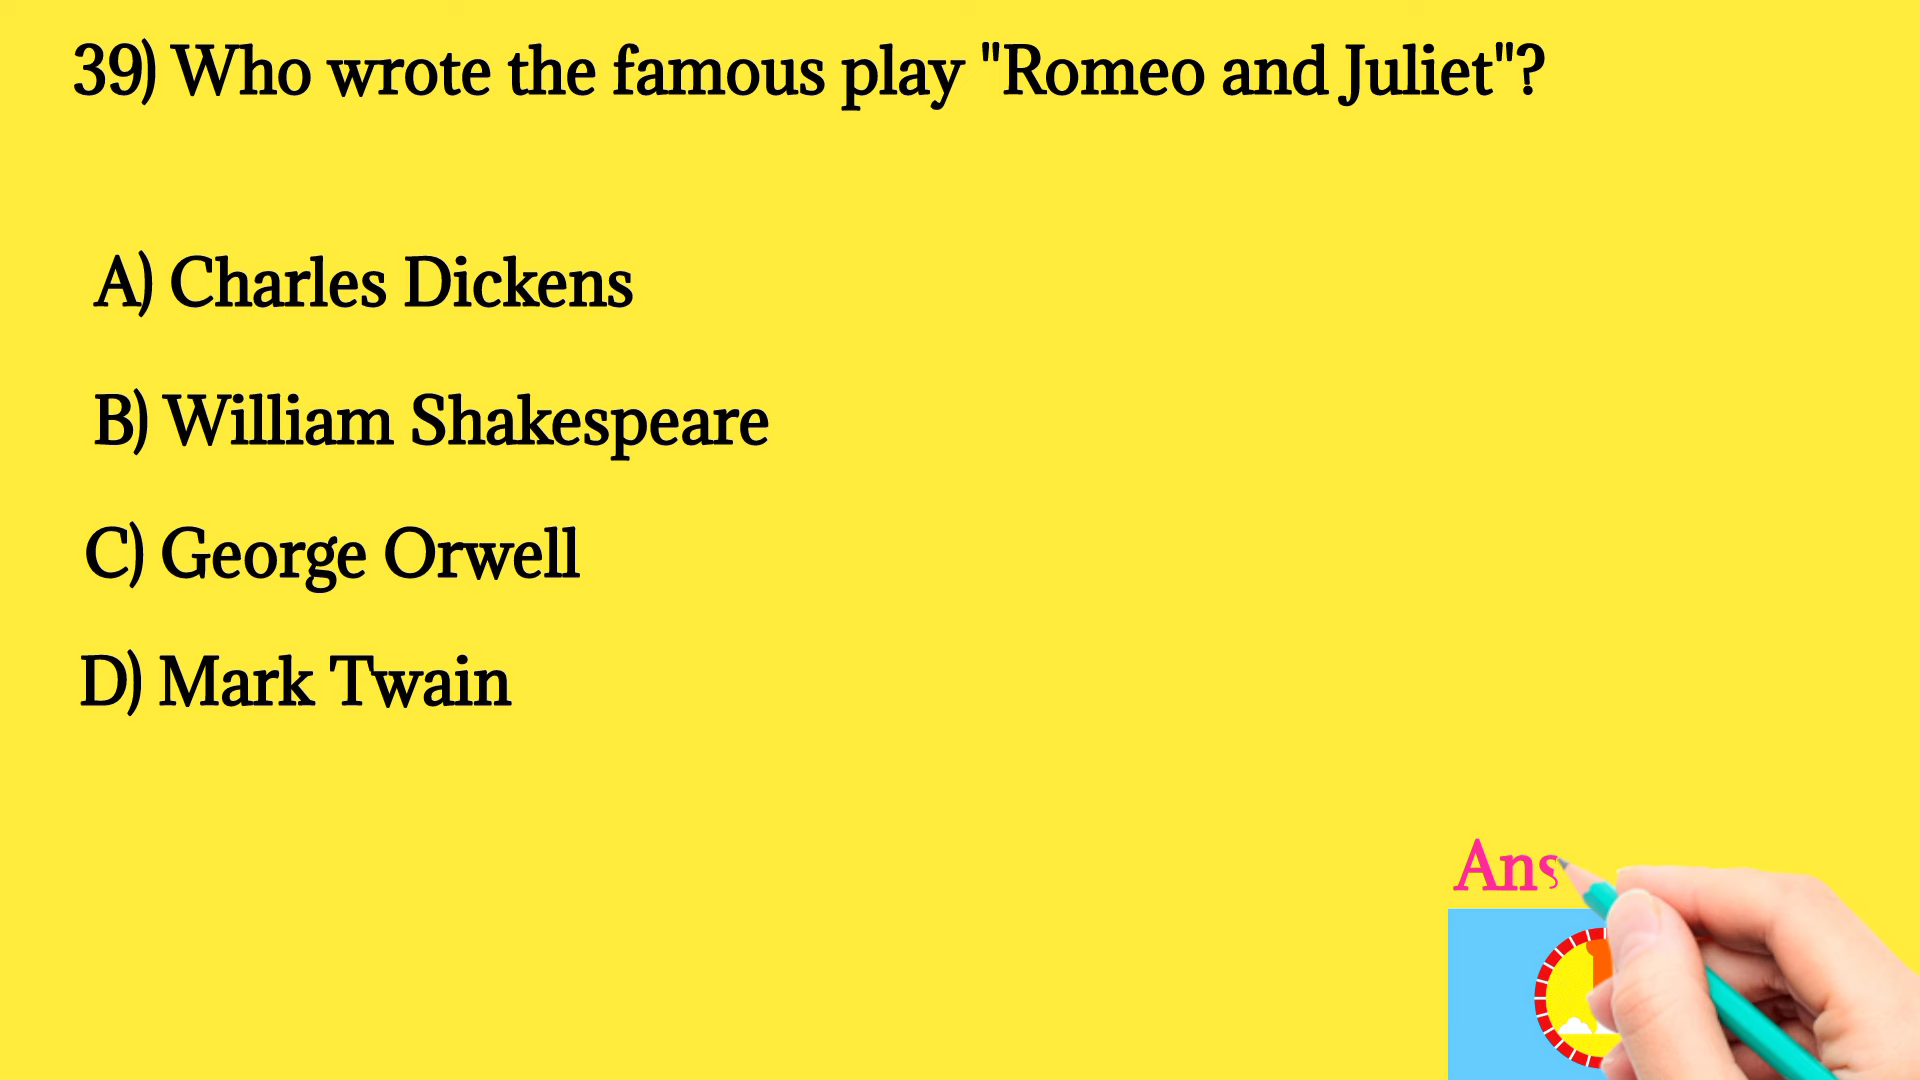 39) Who wrote the famous play "Romeo and Juliet"?
A) Charles Dickens
B) William Shakespeare
C) George Orwell
D) Mark Twain
Ans